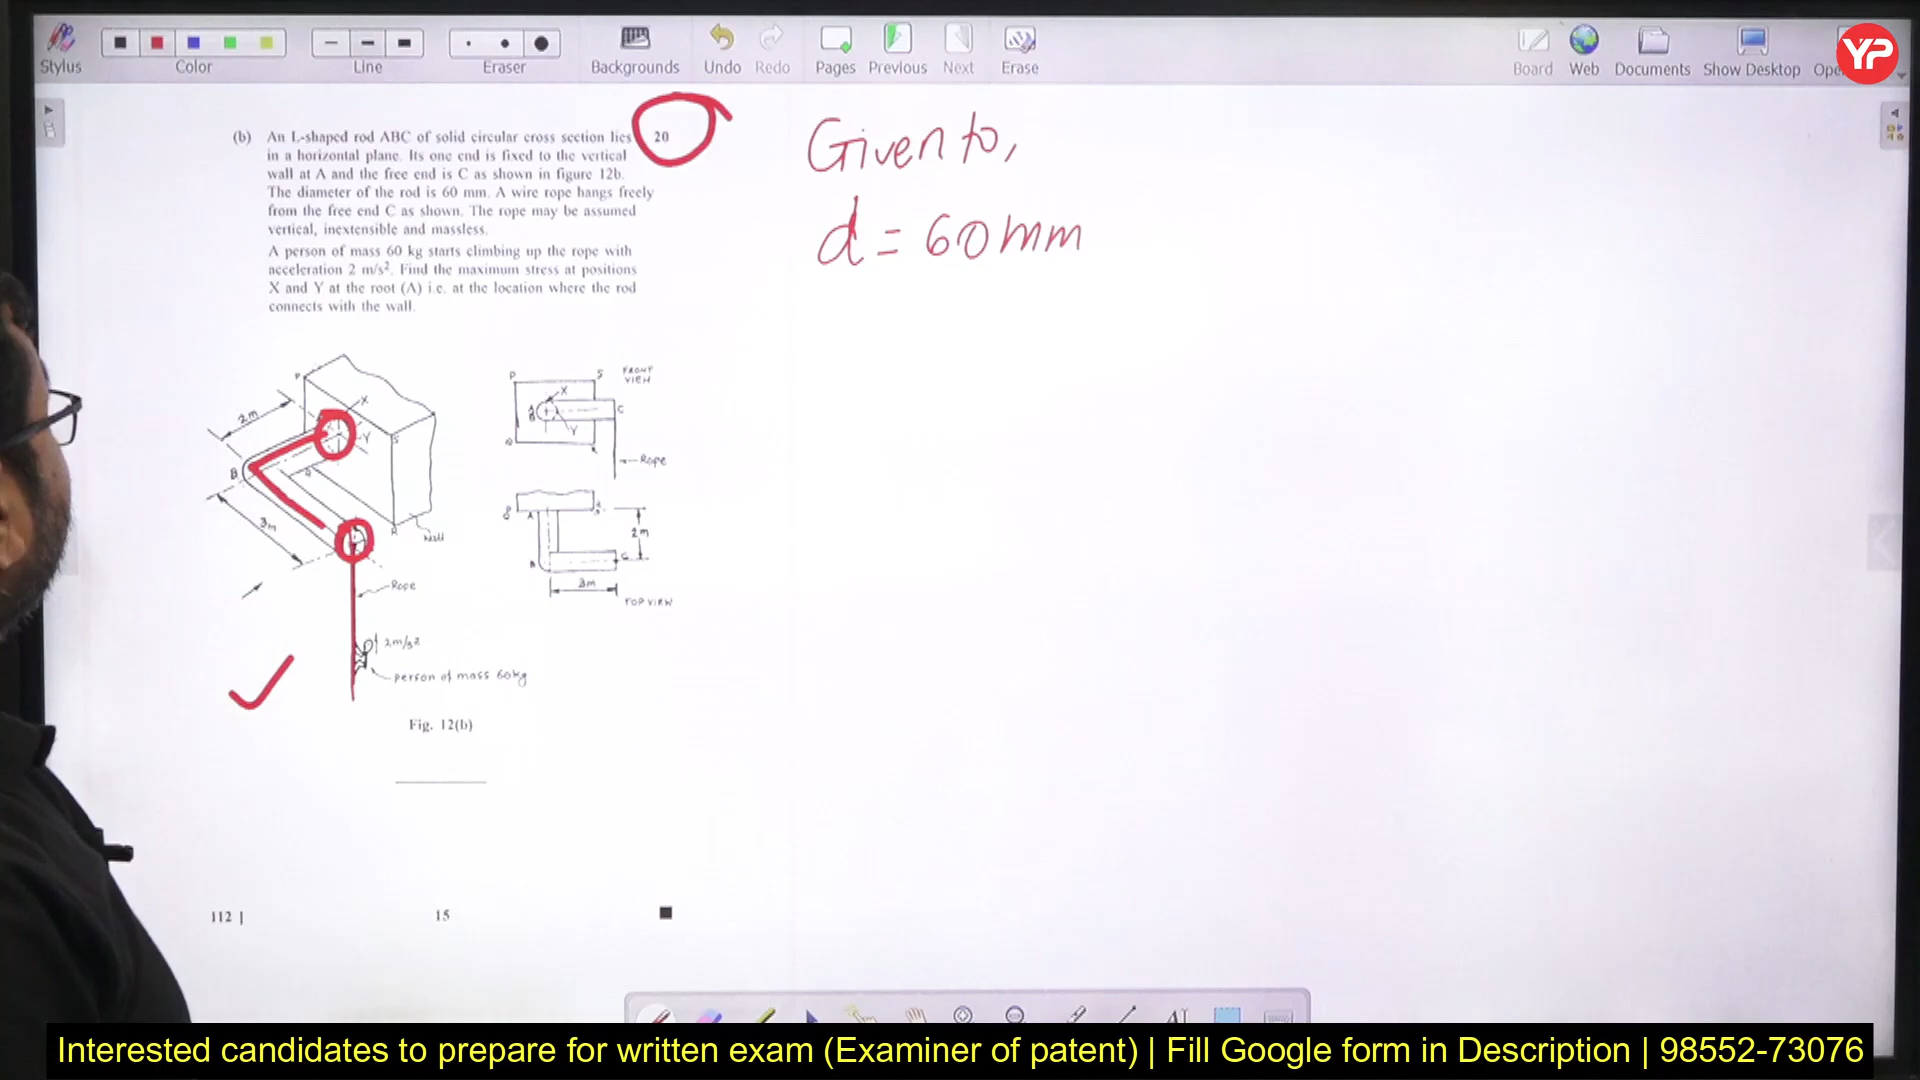 Stylus
Color
Line
Eraser
Backgrounds
Undo
Redo
Pages
Previous
Next
Erase
Board
Web
Documents
Show Desktop
YP
(b) An L-shaped rod ABC of solid circular cross section lies 20
in a horizontal plane. Its one end is fixed to the vertical
wall at A and the free end is C as shown in figure 12b.
The diameter of the rod is 60 mm. A wire rope hangs freely
from the free end C as shown. The rope may be assumed
vertical, inextensible and massless.
A person of mass 60 kg starts climbing up the rope with
acceleration 2 m/s². Find the maximum stress at positions
X and Y at the root (A) i.e. at the location where the rod
connects with the wall.
Given to,
d = 60 mm
P
X
2m
Y
S
B
3m
R
Wall
Rope
2m/s²
person of mass 60kg
P
S
FRONT
VIEW
X
C
Y
Rope
A
2m
B
C
3m
TOP VIEW
Fig. 12(b)
112 |
15
Interested candidates to prepare for written exam (Examiner of patent) | Fill Google form in Description | 98552-73076